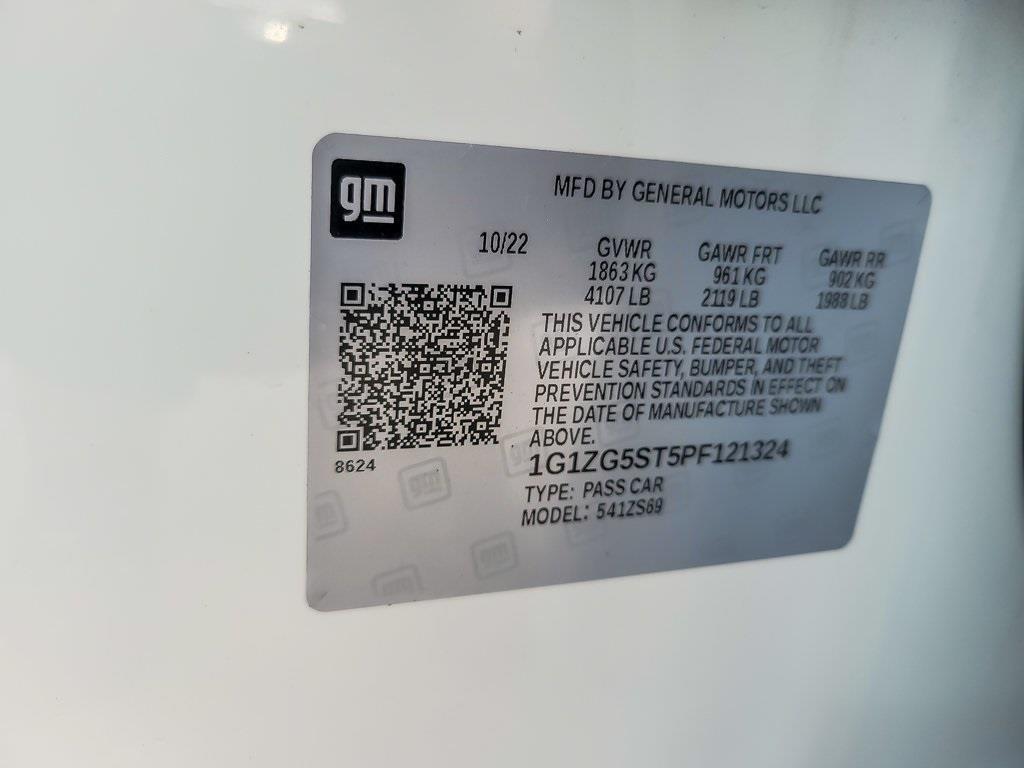 gm
MFD BY GENERAL MOTORS LLC
10/22
GVWR GAWR FRT GAWR RR
1863 KG 961 KG 902 KG
4107 LB 2119 LB 1988 LB
THIS VEHICLE CONFORMS TO ALL
APPLICABLE U.S. FEDERAL MOTOR
VEHICLE SAFETY, BUMPER, AND THEFT
PREVENTION STANDARDS IN EFFECT ON
THE DATE OF MANUFACTURE SHOWN
ABOVE.
8624
1G1ZG5ST5PF121324
TYPE: PASS CAR
MODEL: 541ZS69